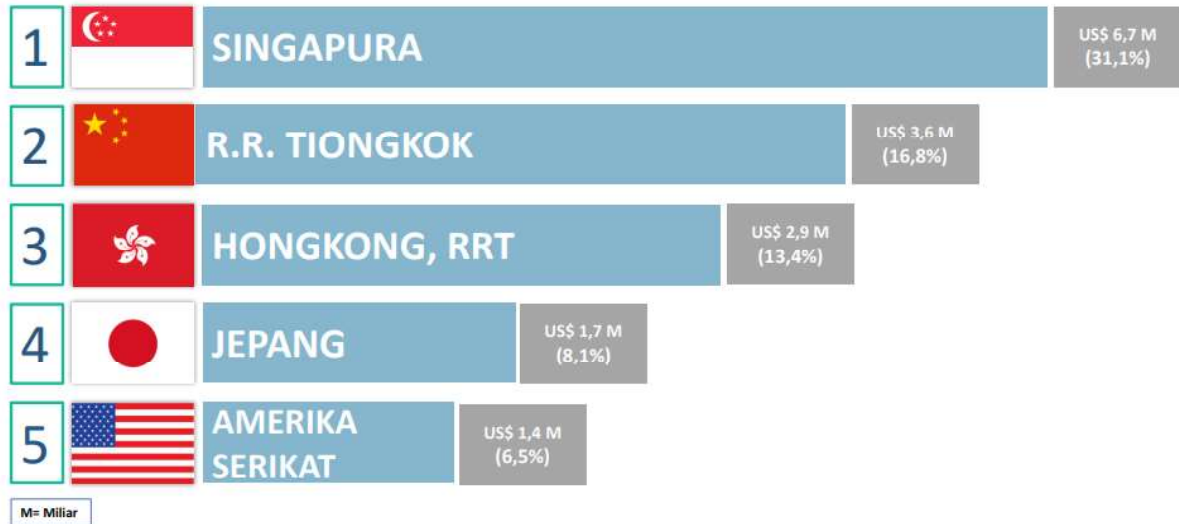 1
SINGAPURA
US$ 6,7 M
(31,1%)
2
R.R. TIONGKOK
US$ 3,6 M
(16,8%)
3
HONGKONG, RRT
US$ 2,9 M
(13,4%)
4
JEPANG
US$ 1,7 M
(8,1%)
5
AMERIKA
SERIKAT
US$ 1,4 M
(6,5%)
M= Miliar